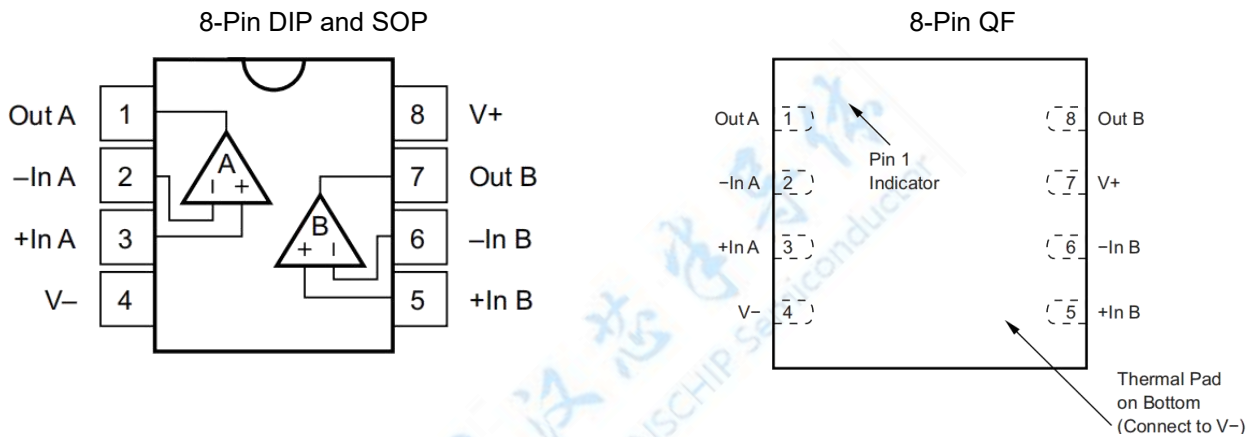 8-Pin DIP and SOP
Out A 1
–In A 2
+In A 3
V– 4
8 V+
7 Out B
6 –In B
5 +In B
A
– +
B
+ –
8-Pin QF
Out A 1
−In A 2
+In A 3
V− 4
8 Out B
7 V+
6 −In B
5 +In B
Pin 1
Indicator
Thermal Pad
on Bottom
(Connect to V−)
Semiconductor